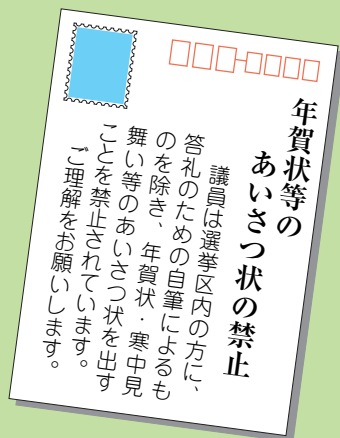 年賀状等の
あいさつ状の禁止
議員は選挙区内の方に、
答礼のための自筆によるも
のを除き、年賀状・寒中見
舞い等のあいさつ状を出す
ことを禁止されています。
ご理解をお願いします。